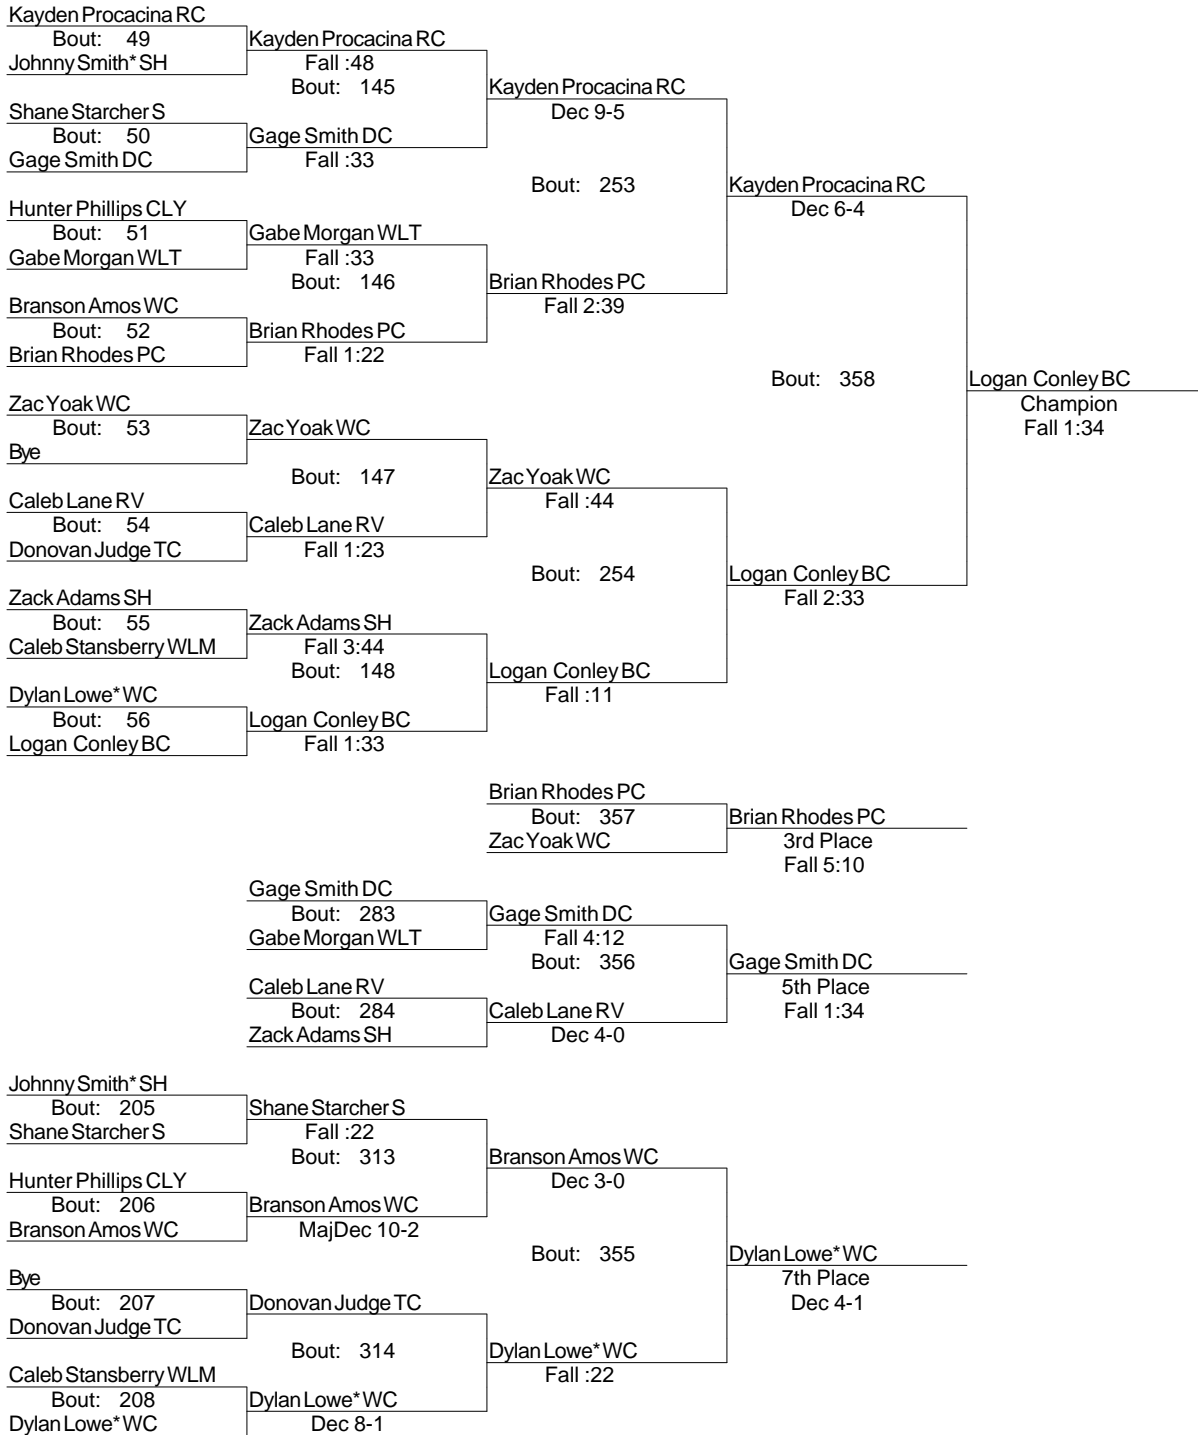 Kayden Procacina RC
Bout: 49
Kayden Procacina RC
Johnny Smith* SH
Fall :48
Bout: 145
Kayden Procacina RC
Shane Starcher S
Dec 9-5
Bout: 50
Gage Smith DC
Gage Smith DC
Fall :33
Bout: 253
Kayden Procacina RC
Hunter Phillips CLY
Dec 6-4
Bout: 51
Gabe Morgan WLT
Gabe Morgan WLT
Fall :33
Bout: 146
Brian Rhodes PC
Branson Amos WC
Fall 2:39
Bout: 52
Brian Rhodes PC
Brian Rhodes PC
Fall 1:22
Bout: 358
Logan Conley BC
Zac Yoak WC
Champion
Bout: 53
Zac Yoak WC
Fall 1:34
Bye
Bout: 147
Zac Yoak WC
Caleb Lane RV
Fall :44
Bout: 54
Caleb Lane RV
Donovan Judge TC
Fall 1:23
Bout: 254
Logan Conley BC
Zack Adams SH
Fall 2:33
Bout: 55
Zack Adams SH
Caleb Stansberry WLM
Fall 3:44
Bout: 148
Logan Conley BC
Dylan Lowe* WC
Fall :11
Bout: 56
Logan Conley BC
Logan Conley BC
Fall 1:33
Brian Rhodes PC
Bout: 357
Brian Rhodes PC
Zac Yoak WC
3rd Place
Fall 5:10
Gage Smith DC
Bout: 283
Gage Smith DC
Gabe Morgan WLT
Fall 4:12
Bout: 356
Gage Smith DC
Caleb Lane RV
5th Place
Bout: 284
Caleb Lane RV
Fall 1:34
Zack Adams SH
Dec 4-0
Johnny Smith* SH
Bout: 205
Shane Starcher S
Shane Starcher S
Fall :22
Bout: 313
Branson Amos WC
Hunter Phillips CLY
Dec 3-0
Bout: 206
Branson Amos WC
Branson Amos WC
MajDec 10-2
Bout: 355
Dylan Lowe* WC
Bye
7th Place
Bout: 207
Donovan Judge TC
Dec 4-1
Donovan Judge TC
Bout: 314
Dylan Lowe* WC
Caleb Stansberry WLM
Fall :22
Bout: 208
Dylan Lowe* WC
Dylan Lowe* WC
Dec 8-1